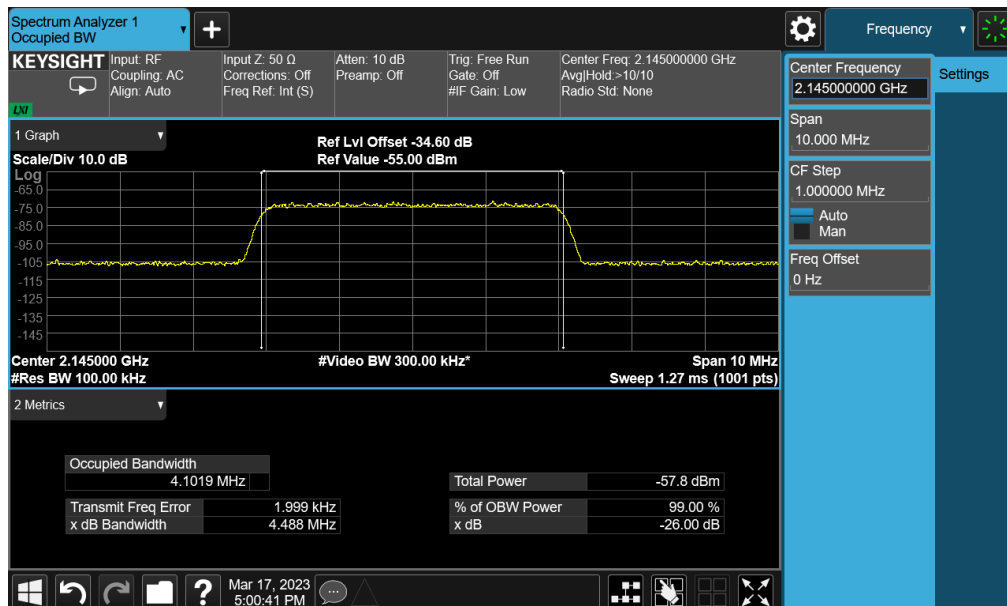 Spectrum Analyzer 1
Occupied BW
Frequency
KEYSIGHT
Input: RF
Coupling: AC
Align: Auto
LXI
Input Z: 50 Ω
Corrections: Off
Freq Ref: Int (S)
Atten: 10 dB
Preamp: Off
Trig: Free Run
Gate: Off
#IF Gain: Low
Center Freq: 2.145000000 GHz
Avg|Hold:>10/10
Radio Std: None
Center Frequency
2.145000000 GHz
Settings
Span
10.000 MHz
CF Step
1.000000 MHz
Auto
Man
Freq Offset
0 Hz
1 Graph
Scale/Div 10.0 dB
Ref Lvl Offset -34.60 dB
Ref Value -55.00 dBm
Log
-65.0
-75.0
-85.0
-95.0
-105
-115
-125
-135
-145
Center 2.145000 GHz
#Video BW 300.00 kHz*
Span 10 MHz
#Res BW 100.00 kHz
Sweep 1.27 ms (1001 pts)
2 Metrics
Occupied Bandwidth
4.1019 MHz
Total Power -57.8 dBm
Transmit Freq Error 1.999 kHz
% of OBW Power 99.00 %
x dB Bandwidth 4.488 MHz
x dB -26.00 dB
?
Mar 17, 2023
5:00:41 PM